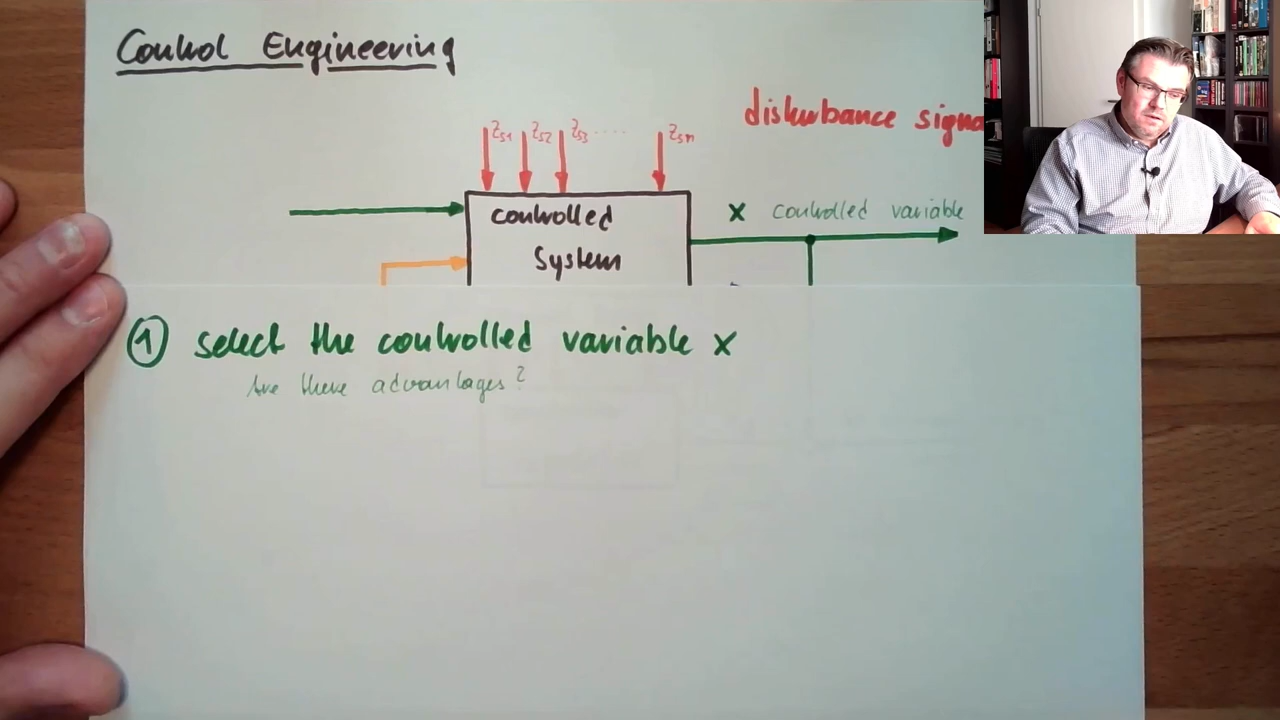 Control Engineering
disturbance signa
zS1 zS2 zS3 ..... zSn
controlled
System
x controlled variable
① select the controlled variable x
Are there advantages?